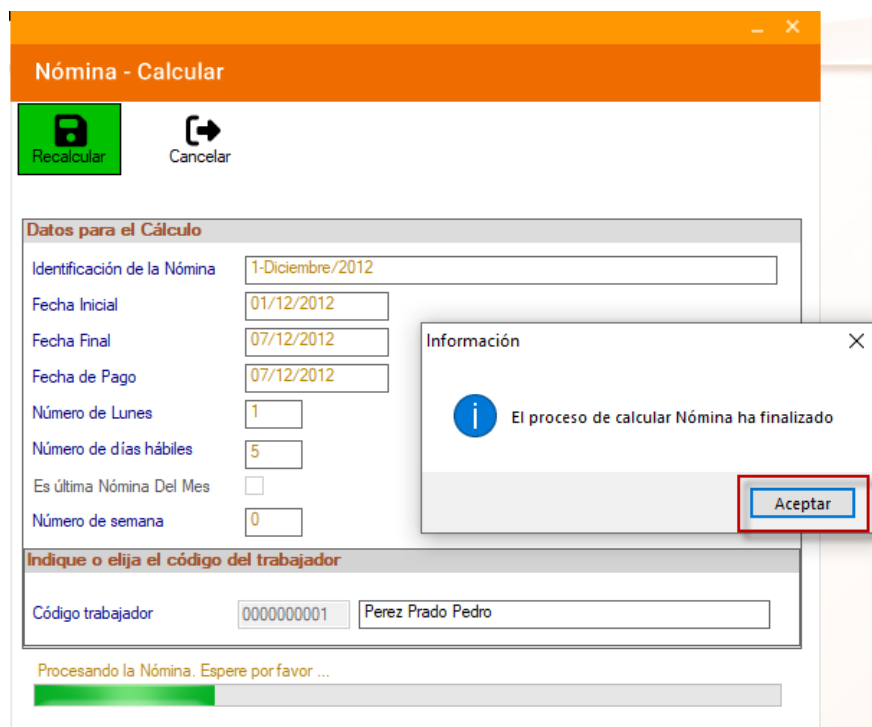 Nómina - Calcular
Recalcular
Cancelar
Datos para el Cálculo
Identificación de la Nómina
1-Diciembre/2012
Fecha Inicial
01/12/2012
Fecha Final
07/12/2012
Fecha de Pago
07/12/2012
Número de Lunes
1
Número de días hábiles
5
Es última Nómina Del Mes
Número de semana
0
Información
El proceso de calcular Nómina ha finalizado
Aceptar
Indique o elija el código del trabajador
Código trabajador
0000000001
Perez Prado Pedro
Procesando la Nómina. Espere por favor ...